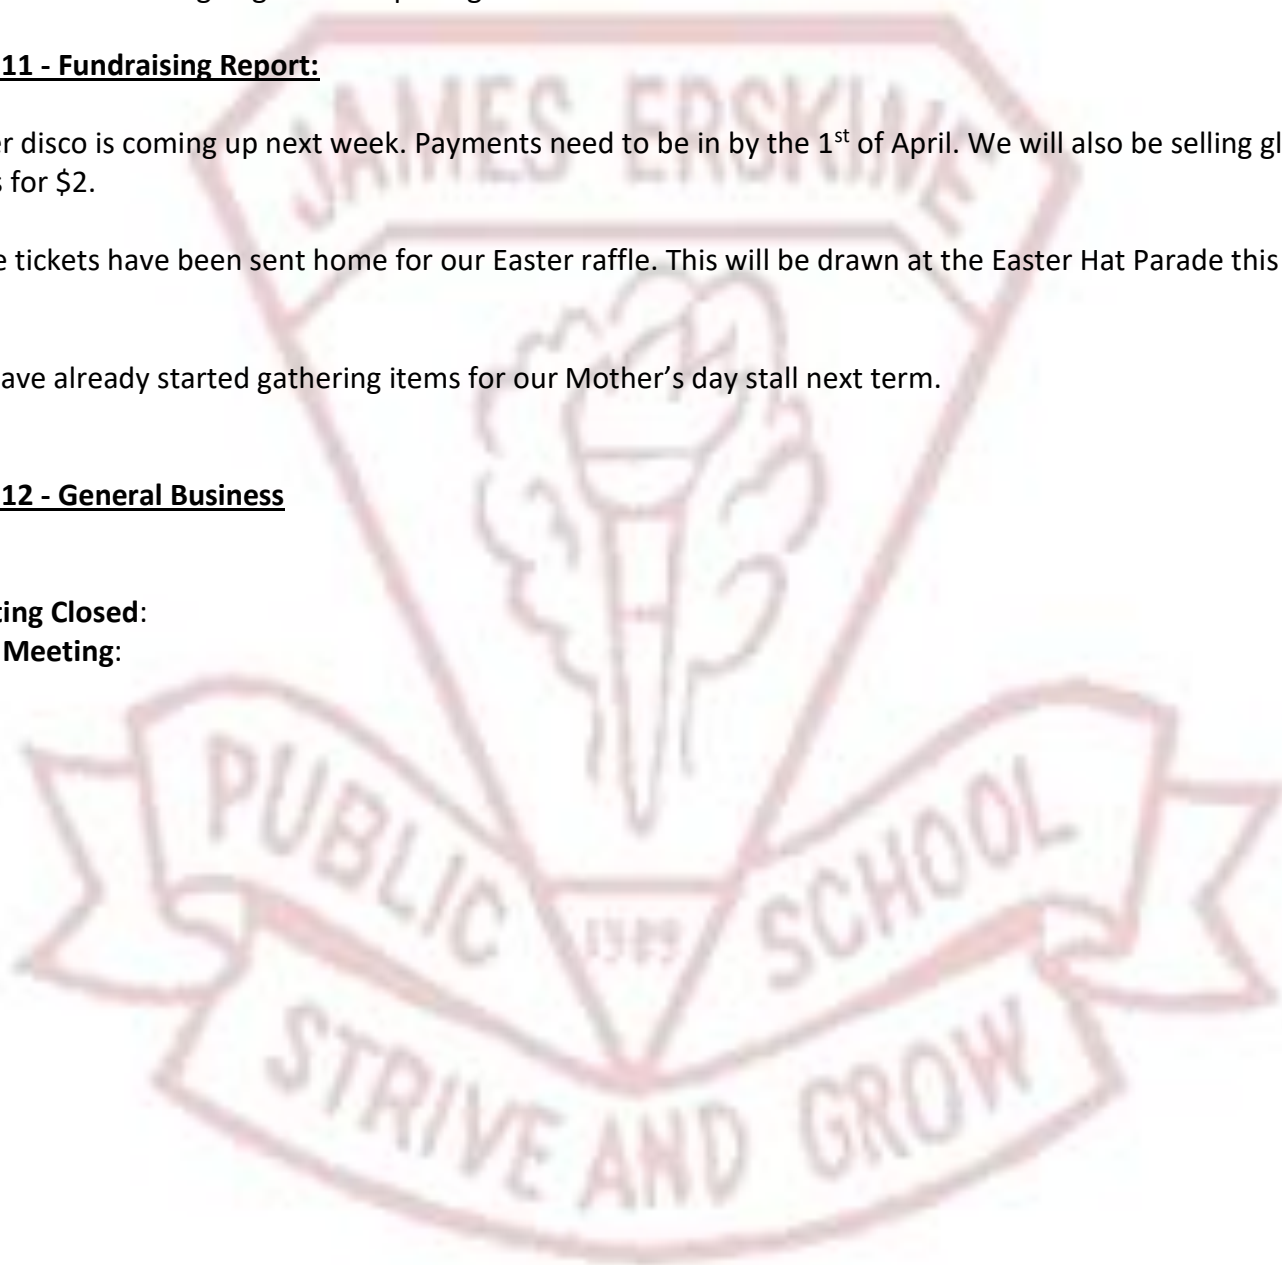 11 - Fundraising Report:
er disco is coming up next week. Payments need to be in by the 1st of April. We will also be selling gl
s for $2.
e tickets have been sent home for our Easter raffle. This will be drawn at the Easter Hat Parade this
ave already started gathering items for our Mother’s day stall next term.
12 - General Business
ting Closed:
Meeting:
JAMES ERSKINE
PUBLIC SCHOOL
STRIVE AND GROW